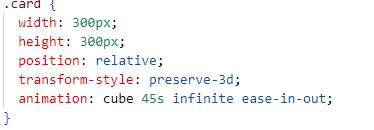 .card {
  width: 300px;
  height: 300px;
  position: relative;
  transform-style: preserve-3d;
  animation: cube 45s infinite ease-in-out;
}